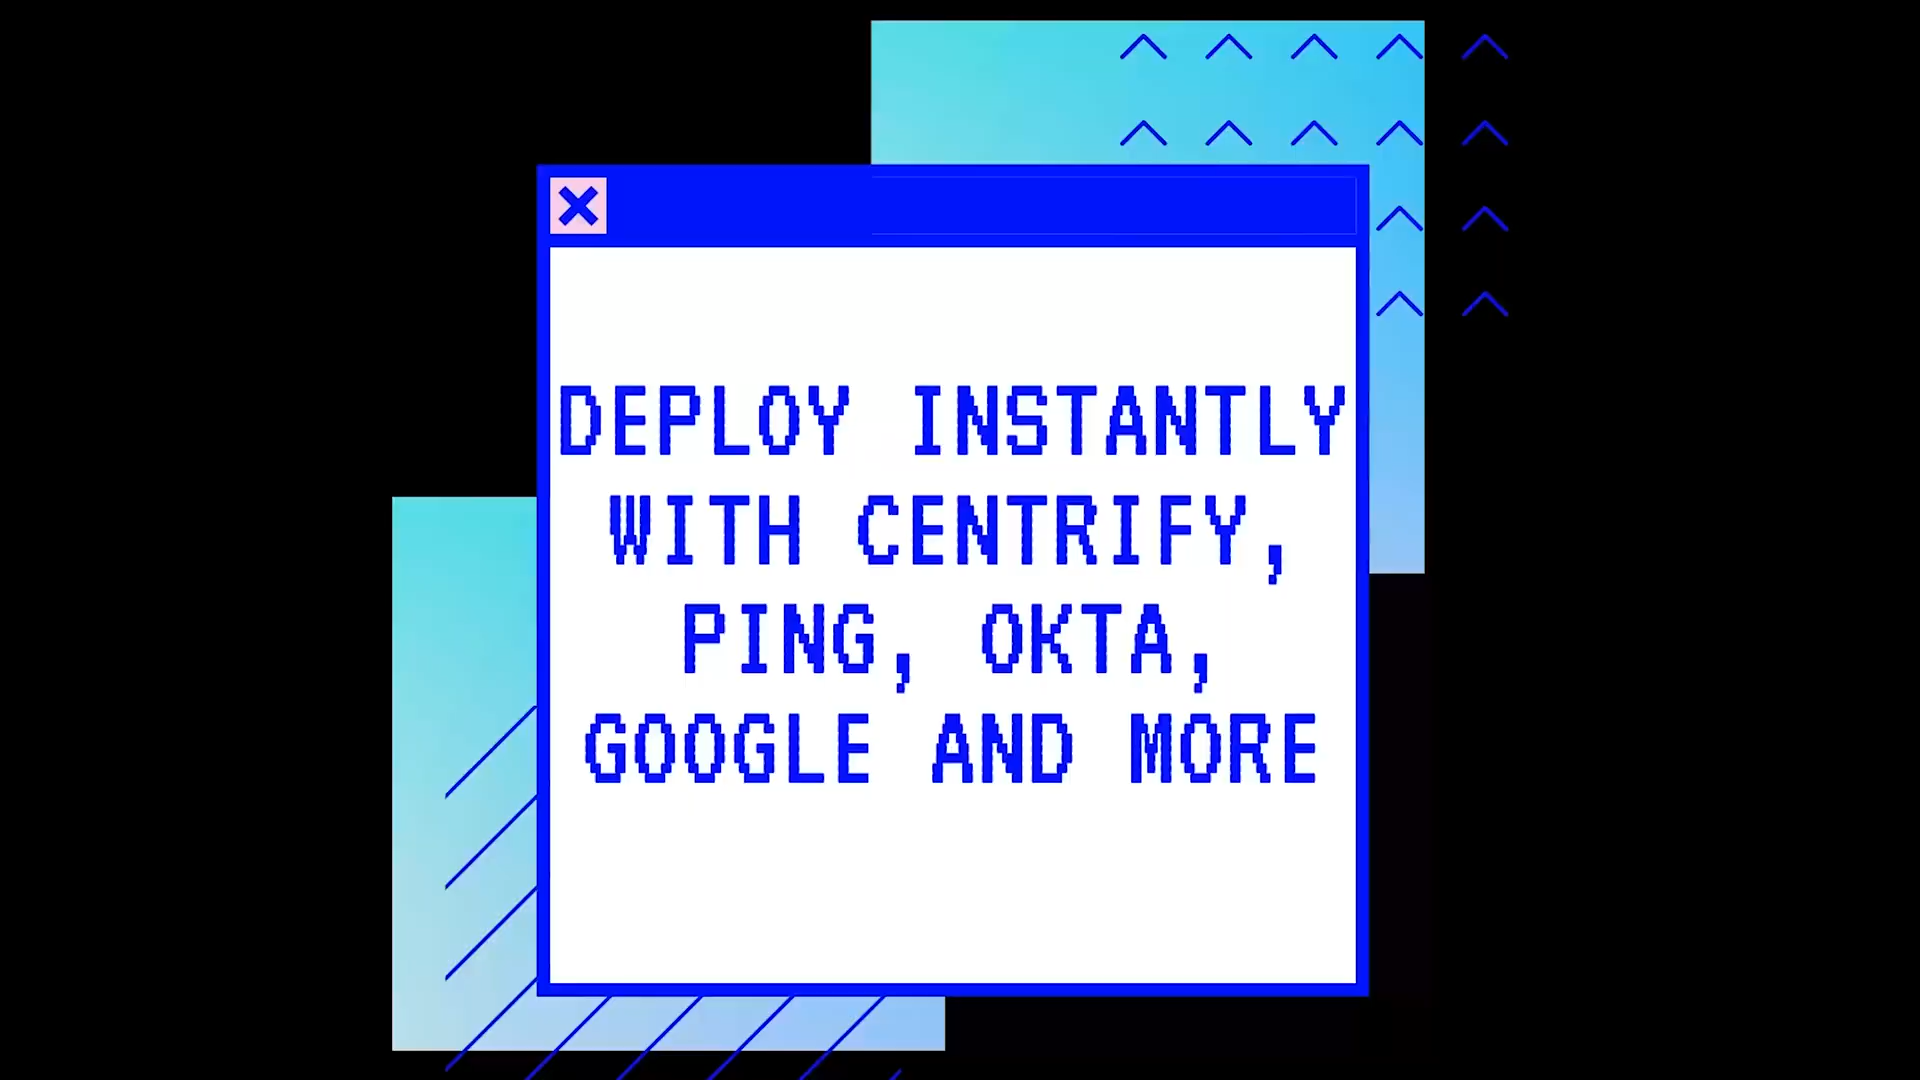 DEPLOY INSTANTLY
WITH CENTRIFY,
PING, OKTA,
GOOGLE AND MORE